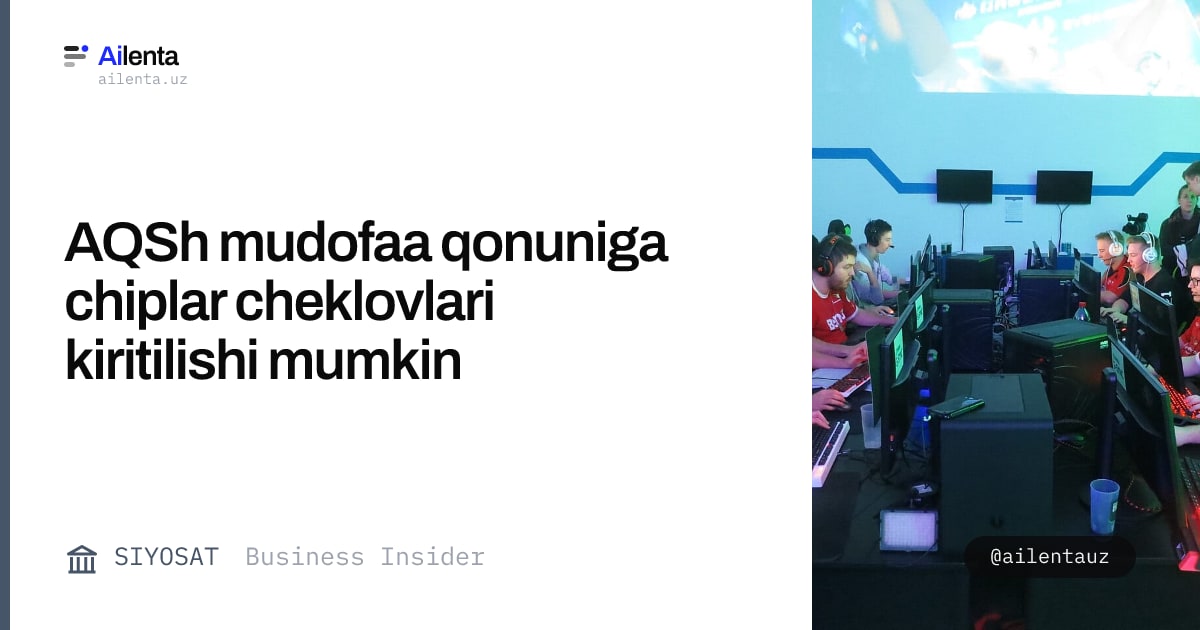 Ailenta
ailenta.uz
AQSh mudofaa qonuniga
chiplar cheklovlari
kiritilishi mumkin
SIYOSAT Business Insider
@ailentauz